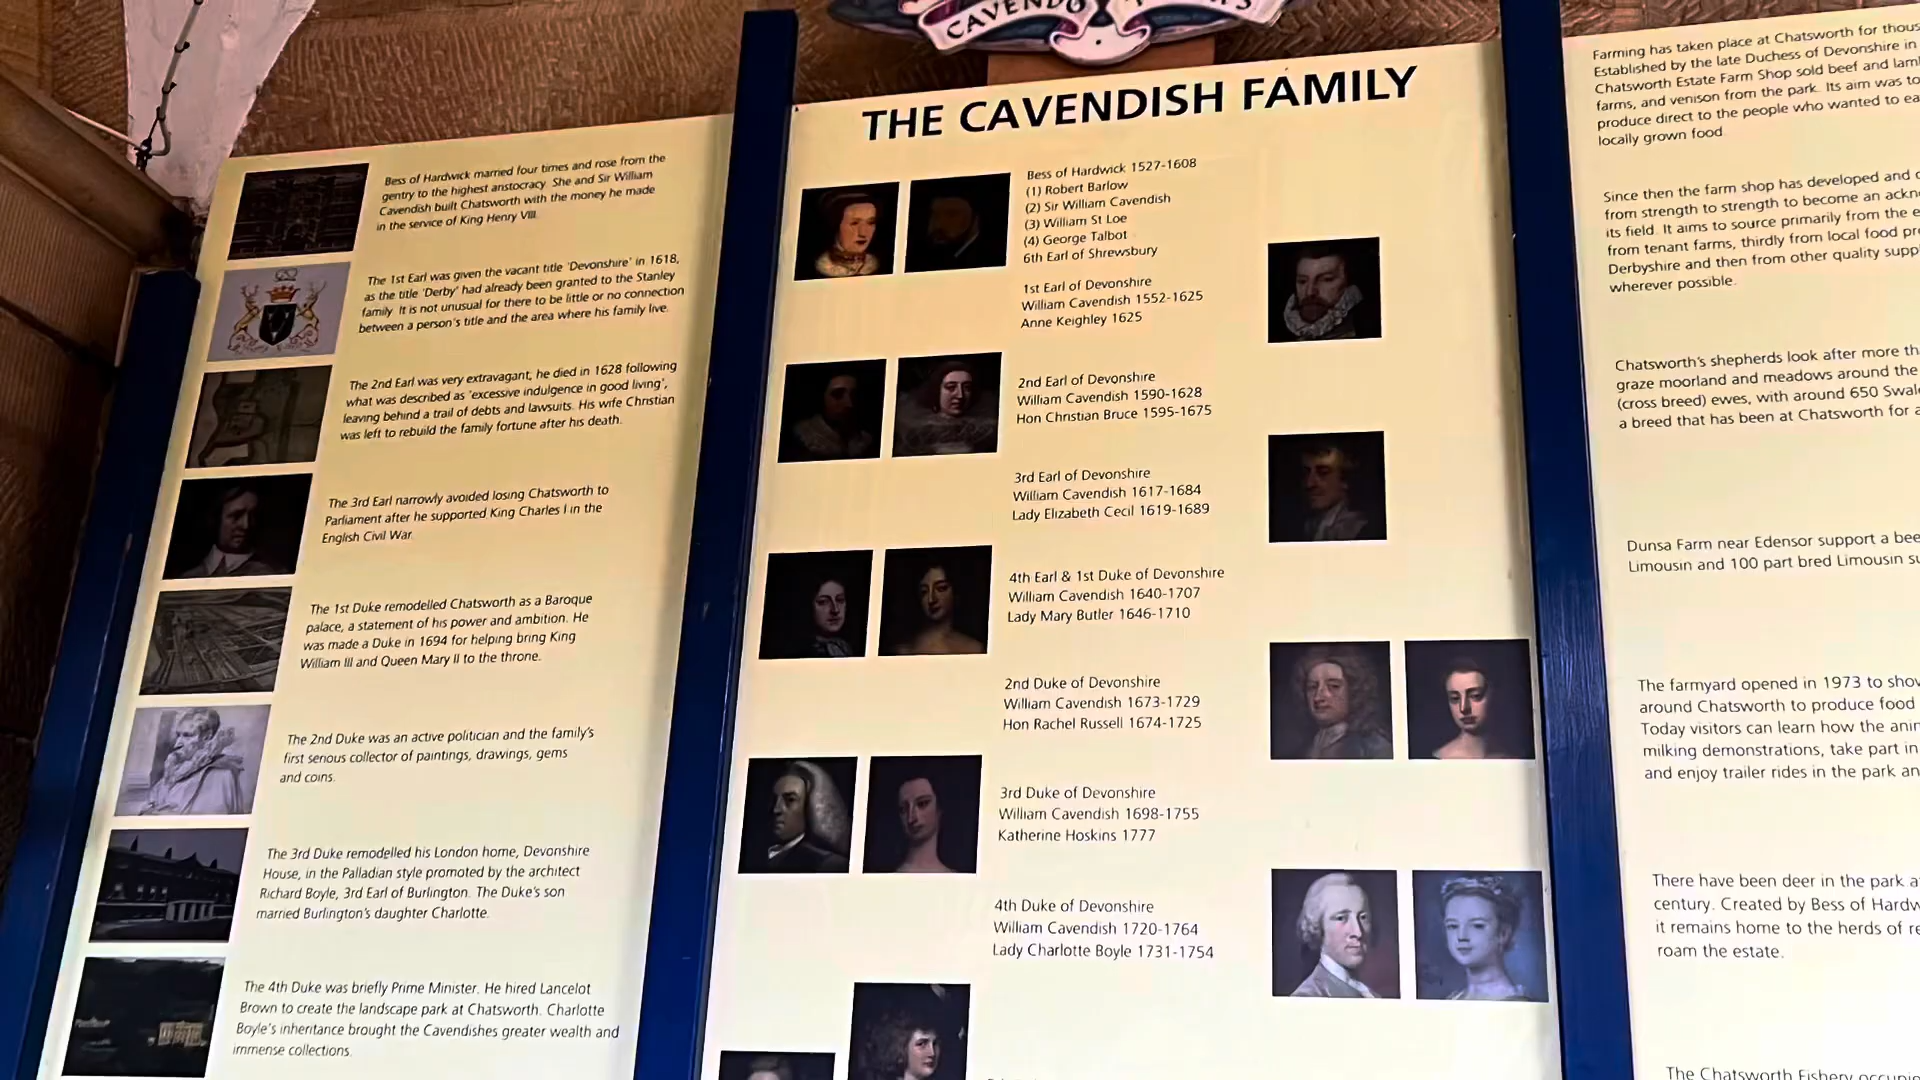 CAVENDO
THE CAVENDISH FAMILY
Bess of Hardwick married four times and rose from the
gentry to the highest aristocracy. She and Sir William
Cavendish built Chatsworth with the money he made
in the service of King Henry VIII.
The 1st Earl was given the vacant title 'Devonshire' in 1618,
as the title 'Derby' had already been granted to the Stanley
family. It is not unusual for there to be little or no connection
between a person's title and the area where his family live.
The 2nd Earl was very extravagant, he died in 1628 following
what was described as 'excessive indulgence in good living',
leaving behind a trail of debts and lawsuits. His wife Christian
was left to rebuild the family fortune after his death.
The 3rd Earl narrowly avoided losing Chatsworth to
Parliament after he supported King Charles I in the
English Civil War.
The 1st Duke remodelled Chatsworth as a Baroque
palace, a statement of his power and ambition. He
was made a Duke in 1694 for helping bring King
William III and Queen Mary II to the throne.
The 2nd Duke was an active politician and the family's
first serious collector of paintings, drawings, gems
and coins.
The 3rd Duke remodelled his London home, Devonshire
House, in the Palladian style promoted by the architect
Richard Boyle, 3rd Earl of Burlington. The Duke's son
married Burlington's daughter Charlotte.
The 4th Duke was briefly Prime Minister. He hired Lancelot
Brown to create the landscape park at Chatsworth. Charlotte
Boyle's inheritance brought the Cavendishes greater wealth and
immense collections.
Bess of Hardwick 1527-1608
(1) Robert Barlow
(2) Sir William Cavendish
(3) William St Loe
(4) George Talbot
6th Earl of Shrewsbury
1st Earl of Devonshire
William Cavendish 1552-1625
Anne Keighley 1625
2nd Earl of Devonshire
William Cavendish 1590-1628
Hon Christian Bruce 1595-1675
3rd Earl of Devonshire
William Cavendish 1617-1684
Lady Elizabeth Cecil 1619-1689
4th Earl & 1st Duke of Devonshire
William Cavendish 1640-1707
Lady Mary Butler 1646-1710
2nd Duke of Devonshire
William Cavendish 1673-1729
Hon Rachel Russell 1674-1725
3rd Duke of Devonshire
William Cavendish 1698-1755
Katherine Hoskins 1777
4th Duke of Devonshire
William Cavendish 1720-1764
Lady Charlotte Boyle 1731-1754
Farming has taken place at Chatsworth for
Established by the late Duchess of Devonshire in
Chatsworth Estate Farm Shop sold beef and
farms, and venison from the park. Its aim was to
produce direct to the people who wanted to
locally grown food.
Since then the farm shop has developed and
from strength to strength to become an
its field. It aims to source primarily from the
from tenant farms, thirdly from local food
Derbyshire and then from other quality
wherever possible.
Chatsworth's shepherds look after more
graze moorland and meadows around the
(cross breed) ewes, with around 650
a breed that has been at Chatsworth for
Dunsa Farm near Edensor support a
Limousin and 100 part bred Limousin
The farmyard opened in 1973 to
around Chatsworth to produce food
Today visitors can learn how the
milking demonstrations, take part in
and enjoy trailer rides in the park
There have been deer in the park
century. Created by Bess of
it remains home to the herds of
roam the estate.
The Chatsworth Fishery